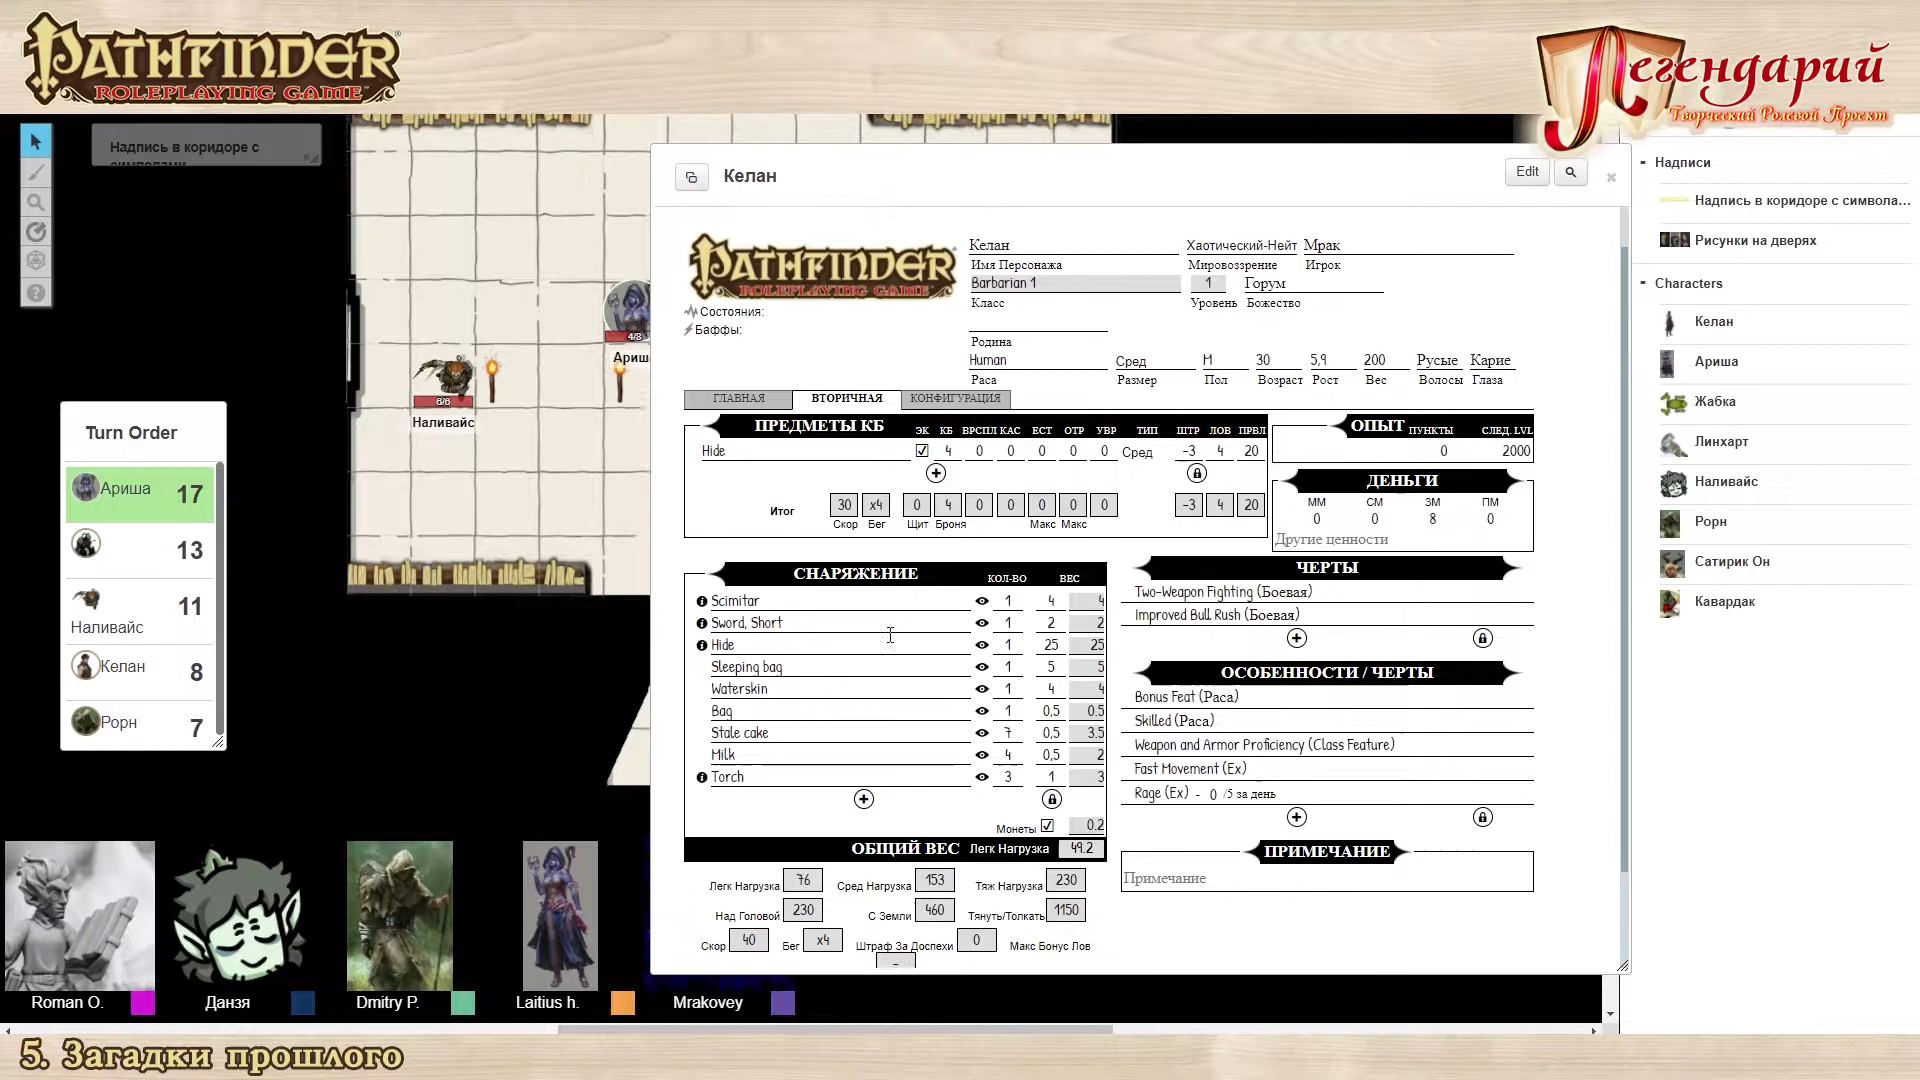 PATHFINDER
ROLEPLAYING GAME
Легендарий
Творческий Ролевой Проект
Надпись в коридоре с
Келан
Edit
Надписи
Надпись в коридоре с символа...
Рисунки на дверях
Characters
Келан
Ариша
Жабка
Линхарт
Наливайс
Рорн
Сатирик Он
Кавардак
4/8
6/6
Наливайс
Turn Order
Ариша 17
13
11
Наливайс
Келан 8
Рорн 7
PATHFINDER
ROLEPLAYING GAME
Состояния:
Баффы:
Келан Хаотический-Нейт Мрак
Имя Персонажа Мировоззрение Игрок
Barbarian 1 1 Горум
Класс Уровень Божество
Родина
Human Сред M 30 5,9 200 Русые Карие
Раса Размер Пол Возраст Рост Вес Волосы Глаза
ГЛАВНАЯ ВТОРИЧНАЯ КОНФИГУРАЦИЯ
ПРЕДМЕТЫ КБ ЭК КБ ВРСПЛ КАС ЕСТ ОТР УВР ТИП ШТР ЛОВ ПРВЛ
Hide 4 0 0 0 0 0 Сред -3 4 20
Итог 30 x4 0 4 0 0 0 0 0 -3 4 20
Скор Бег Щит Броня Макс Макс
ОПЫТ ПУНКТЫ СЛЕД. LVL
0 2000
ДЕНЬГИ
ММ СМ ЗМ ПМ
0 0 8 0
Другие ценности
СНАРЯЖЕНИЕ КОЛ-ВО ВЕС
Scimitar 1 4 4
Sword, Short 1 2 2
Hide 1 25 25
Sleeping bag 1 5 5
Waterskin 1 4 4
Bag 1 0,5 0.5
Stale cake 7 0,5 3.5
Milk 4 0,5 2
Torch 3 1 3
Монеты 0.2
ОБЩИЙ ВЕС Легк Нагрузка 49.2
Легк Нагрузка 76 Сред Нагрузка 153 Тяж Нагрузка 230
Над Головой 230 С Земли 460 Тянуть/Толкать 1150
Скор 40 Бег x4 Штраф За Доспехи 0 Макс Бонус Лов
-
ЧЕРТЫ
Two-Weapon Fighting (Боевая)
Improved Bull Rush (Боевая)
ОСОБЕННОСТИ / ЧЕРТЫ
Bonus Feat (Раса)
Skilled (Раса)
Weapon and Armor Proficiency (Class Feature)
Fast Movement (Ex)
Rage (Ex) - 0 /5 за день
ПРИМЕЧАНИЕ
Примечание
Roman O.
Данзя
Dmitry P.
Laitius h.
Mrakovey
5. Загадки прошлого